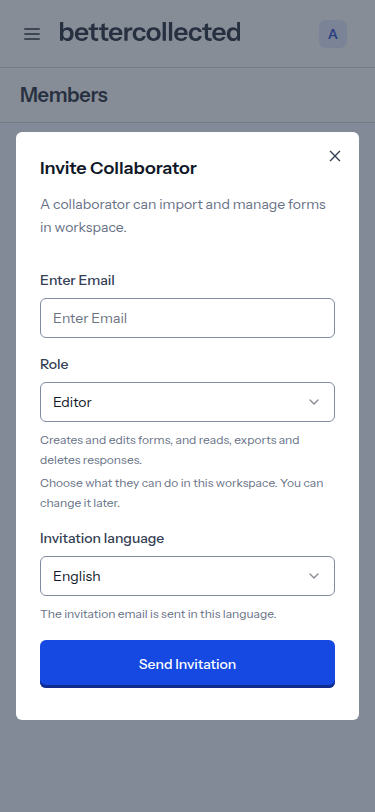 bettercollected
A
Members
Invite Collaborator
A collaborator can import and manage forms
in workspace.
Enter Email
Enter Email
Role
Editor
Creates and edits forms, and reads, exports and
deletes responses.
Choose what they can do in this workspace. You can
change it later.
Invitation language
English
The invitation email is sent in this language.
Send Invitation